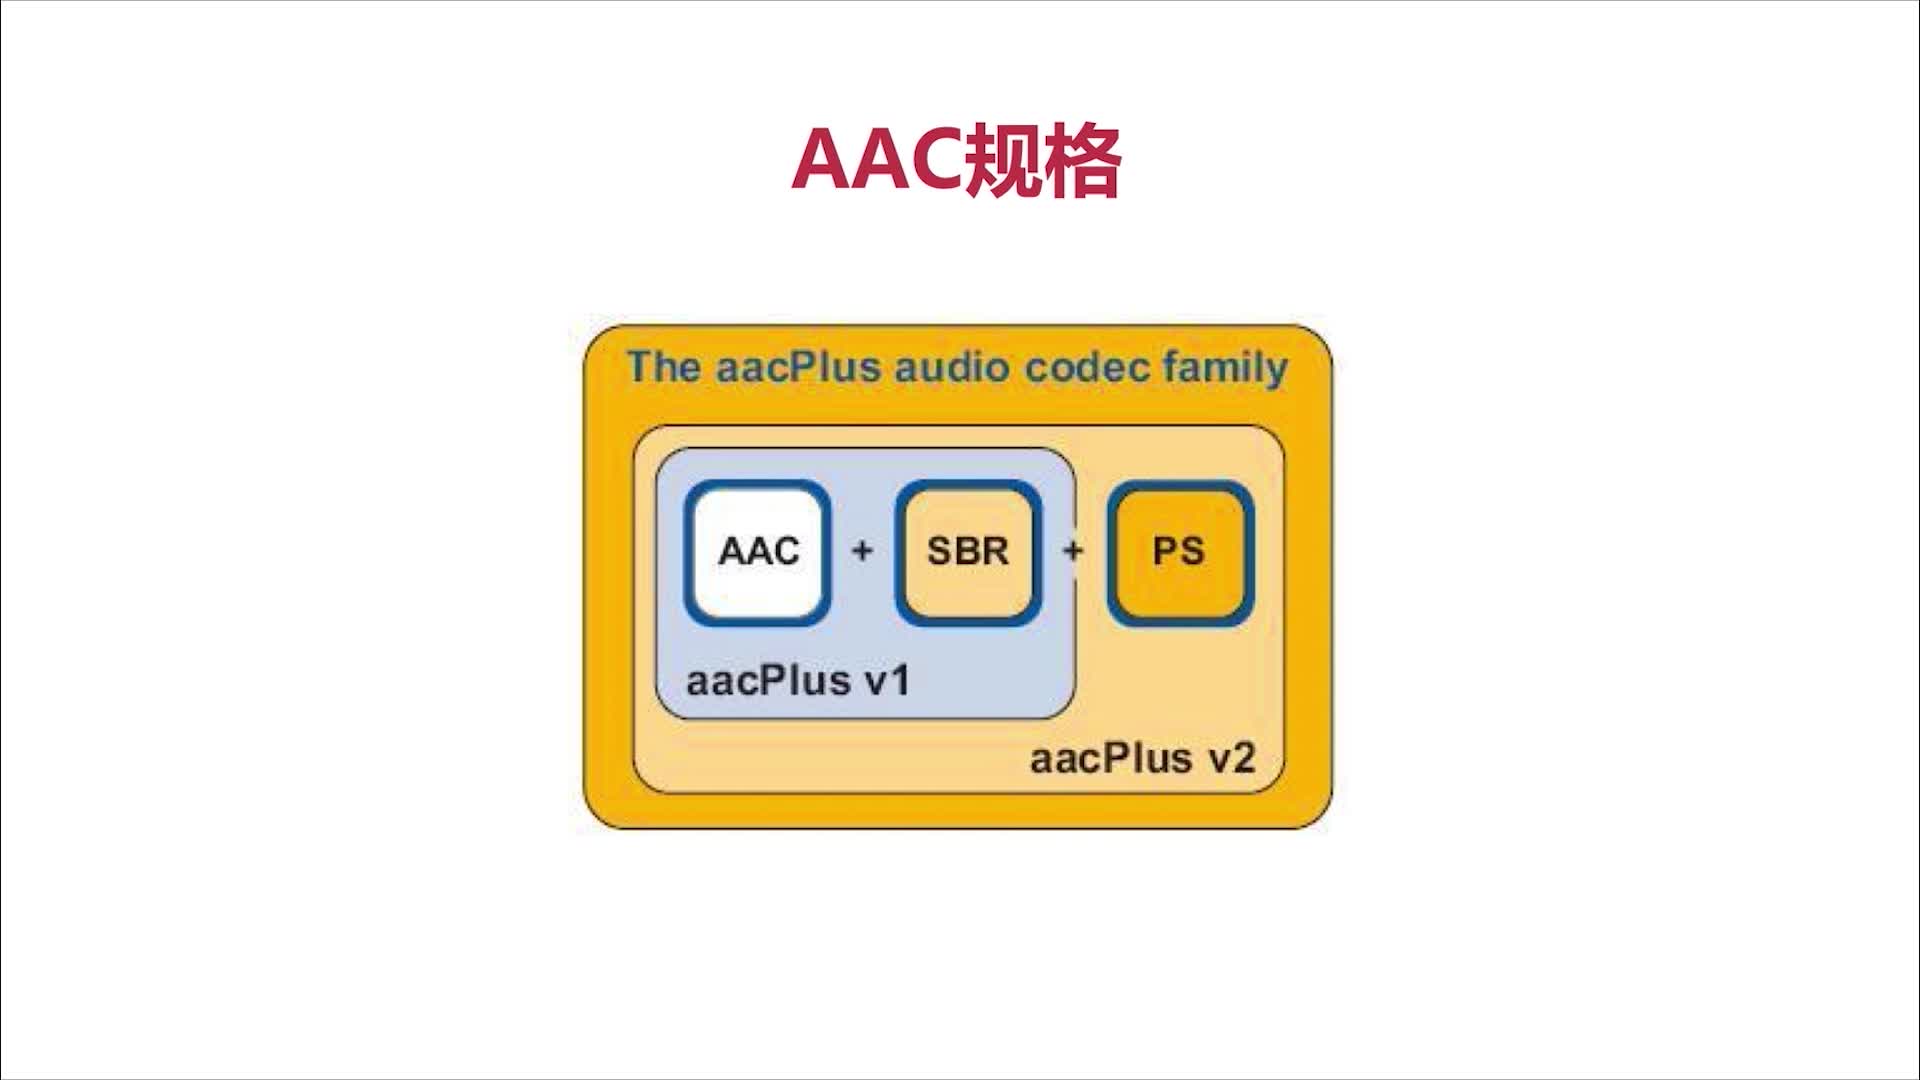 AAC规格
The aacPlus audio codec family
AAC + SBR + PS
aacPlus v1
aacPlus v2